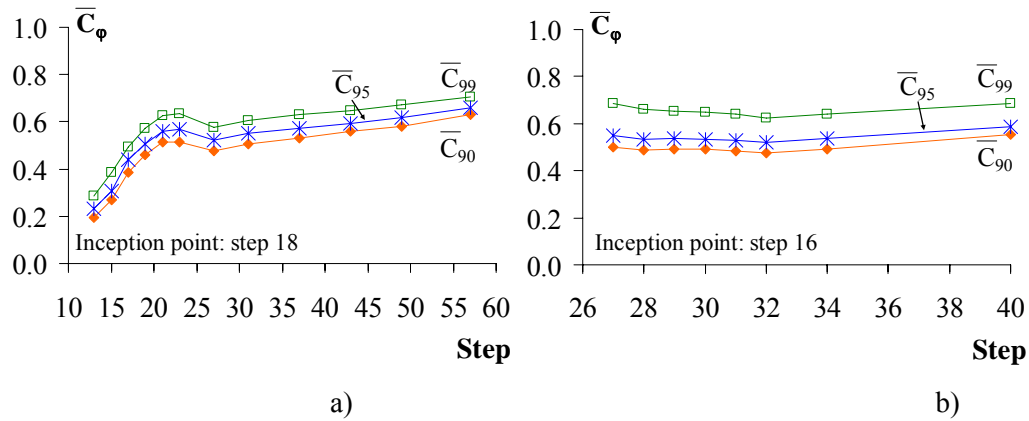 C̅φ
1.0
0.8
0.6
0.4
0.2
0.0
C̅95
C̅99
C̅90
Inception point: step 18
10 15 20 25 30 35 40 45 50 55 60
Step
a)
C̅φ
1.0
0.8
0.6
0.4
0.2
0.0
C̅95
C̅99
C̅90
Inception point: step 16
26 28 30 32 34 36 38 40
Step
b)